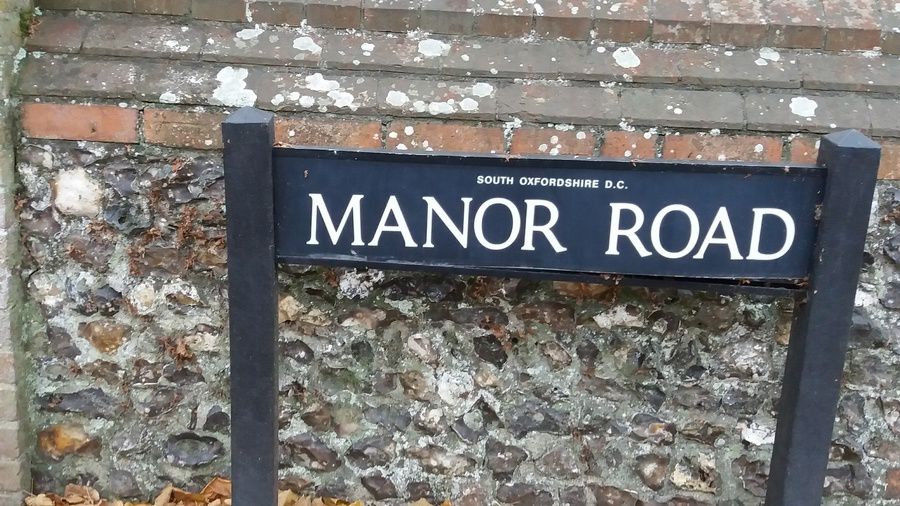 SOUTH OXFORDSHIRE D.C.
MANOR ROAD